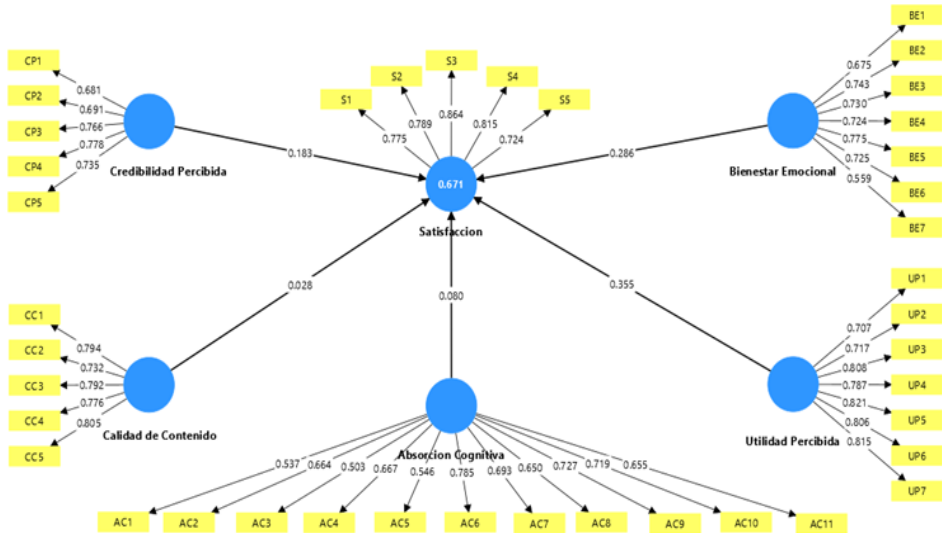 CP1
CP2
CP3
CP4
CP5
0.681
0.691
0.766
0.778
0.735
Credibilidad Percibida
0.183
S1
S2
S3
S4
S5
0.775
0.789
0.864
0.815
0.724
0.671
Satisfaccion
BE1
BE2
BE3
BE4
BE5
BE6
BE7
0.675
0.743
0.730
0.724
0.775
0.725
0.559
Bienestar Emocional
0.286
CC1
CC2
CC3
CC4
CC5
0.794
0.732
0.792
0.776
0.805
Calidad de Contenido
0.028
0.080
Absorcion Cognitiva
0.537
0.664
0.503
0.667
0.546
0.785
0.693
0.650
0.727
0.719
0.655
AC1
AC2
AC3
AC4
AC5
AC6
AC7
AC8
AC9
AC10
AC11
0.355
UP1
UP2
UP3
UP4
UP5
UP6
UP7
0.707
0.717
0.808
0.787
0.821
0.806
0.815
Utilidad Percibida